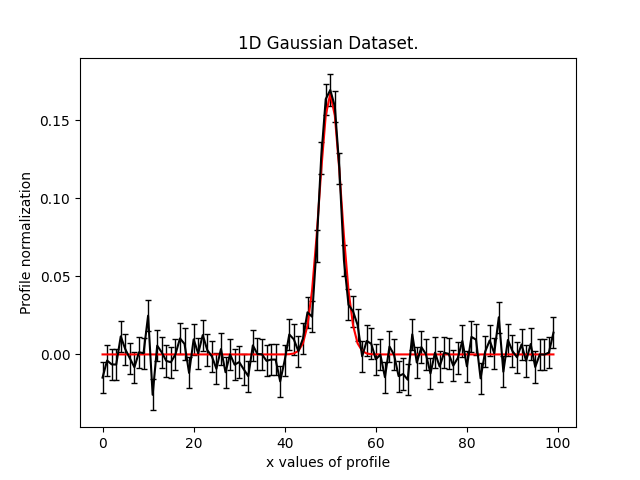 1D Gaussian Dataset.
Profile normalization
0.15
0.10
0.05
0.00
0 20 40 60 80 100
x values of profile